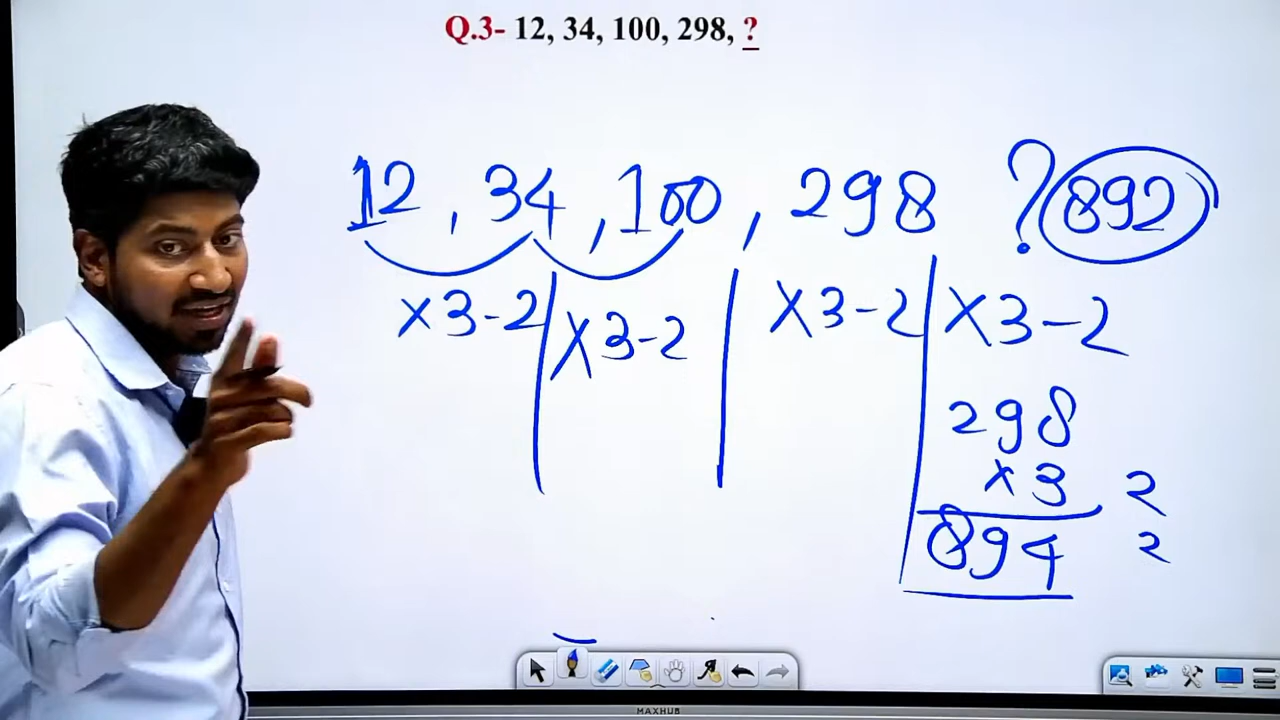 Q.3- 12, 34, 100, 298, ?
12 , 34 , 100 , 298 ? 892
×3-2 ×3-2 ×3-2 ×3-2
298
×3 2
894 2
MAXHUB